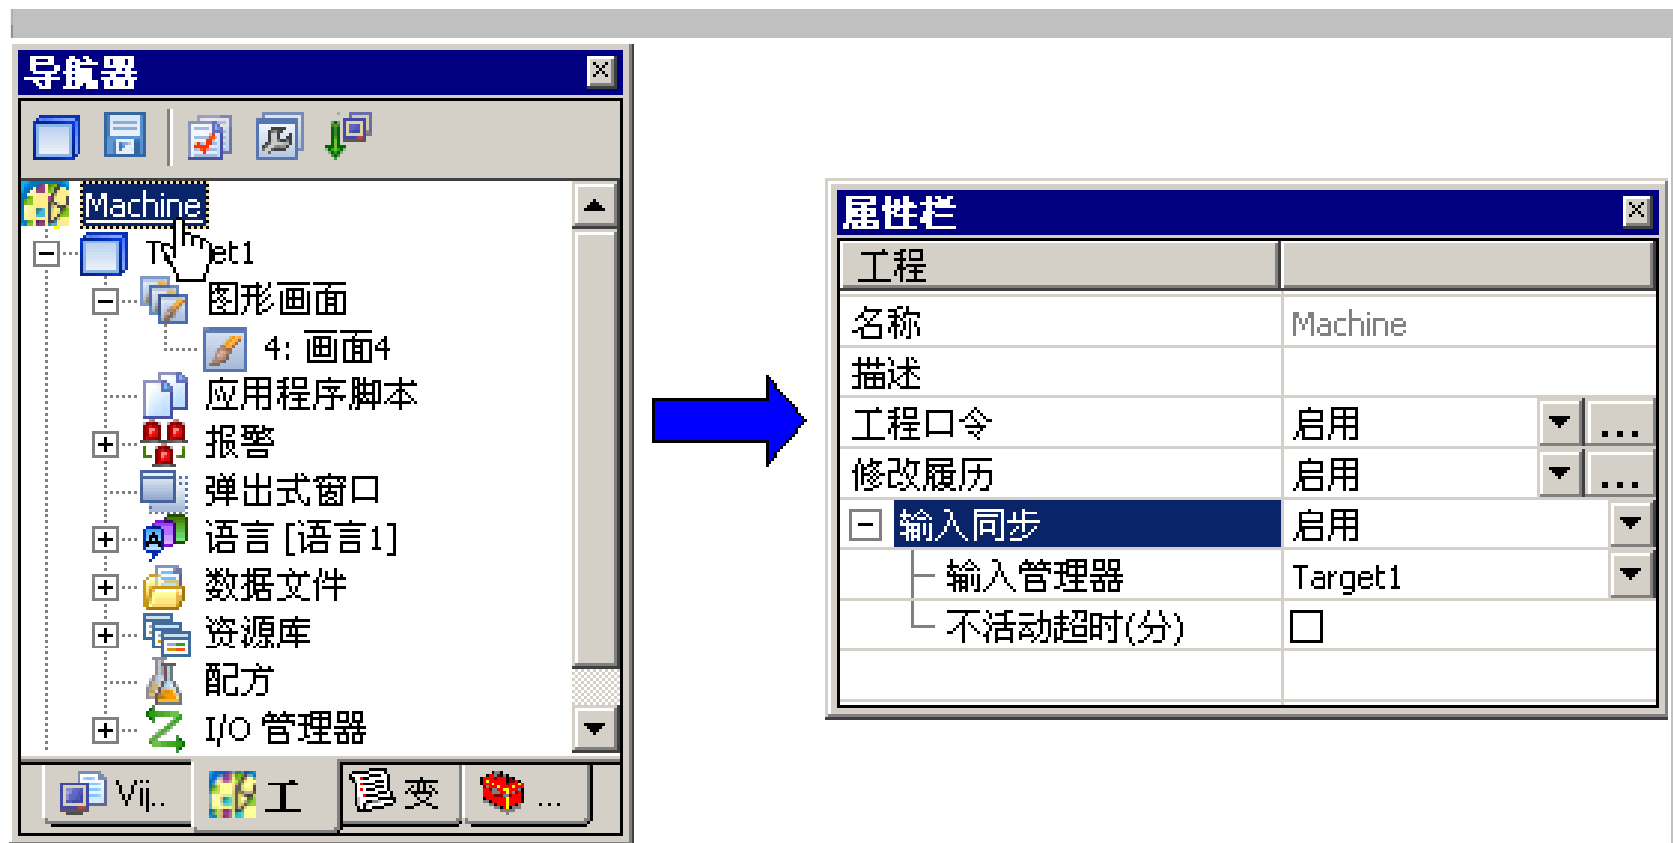 导航器
Machine
Target1
图形画面
4: 画面4
应用程序脚本
报警
弹出式窗口
语言 [语言1]
数据文件
资源库
配方
I/O 管理器
Vij.. 工 变 ...
属性栏
工程
名称 Machine
描述
工程口令 启用 ...
修改履历 启用 ...
输入同步 启用
输入管理器 Target1
不活动超时(分)